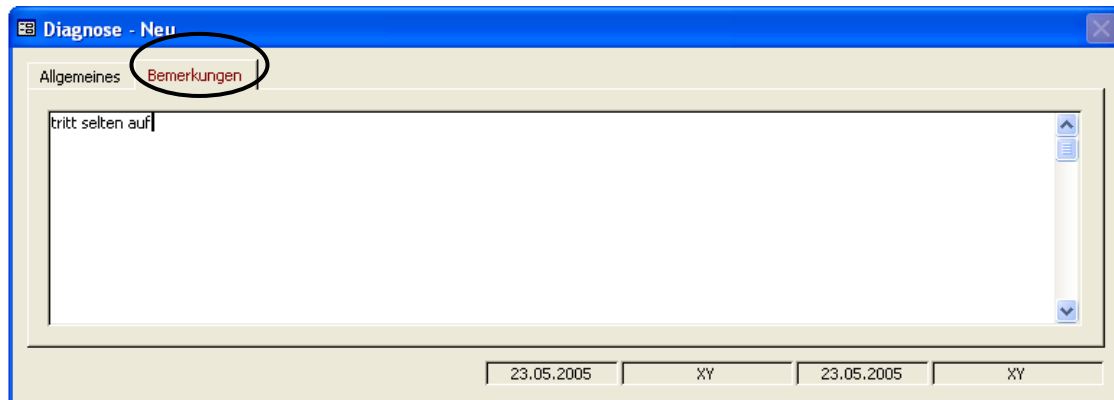 Diagnose - Neu
Allgemeines Bemerkungen
tritt selten auf
23.05.2005 XY 23.05.2005 XY